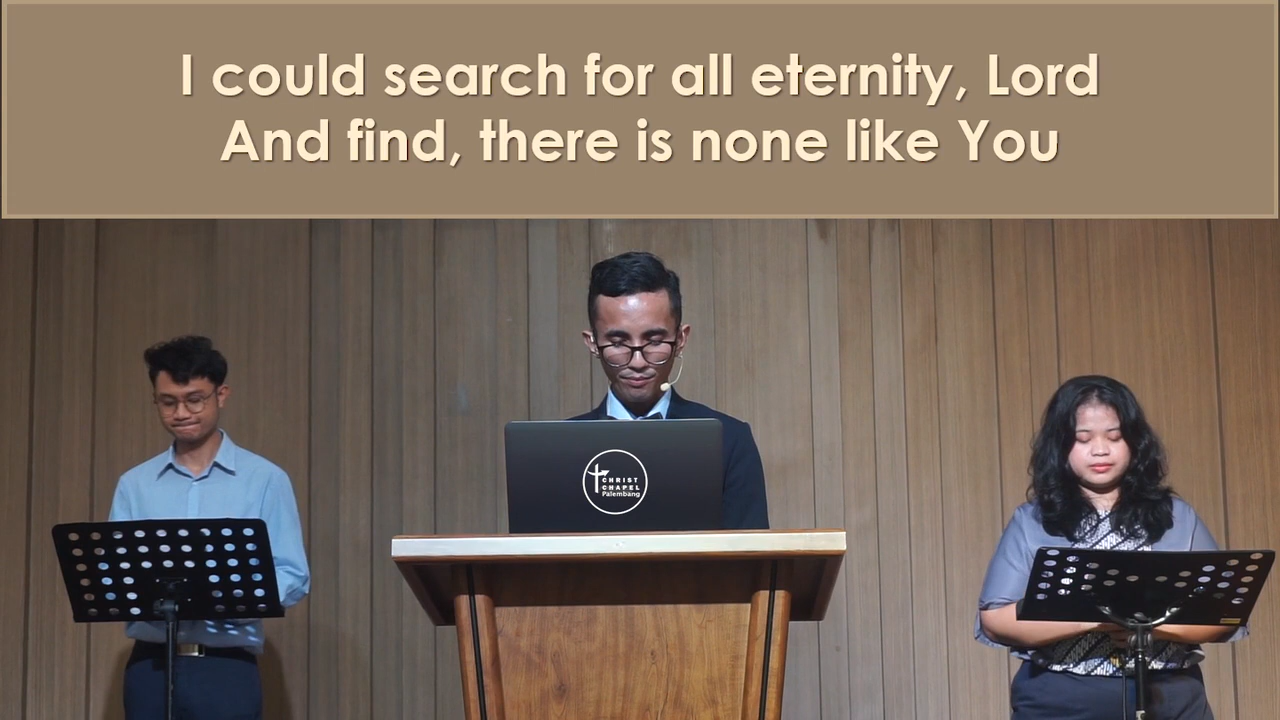 I could search for all eternity, Lord
And find, there is none like You
CHRIST
CHAPEL
Palembang